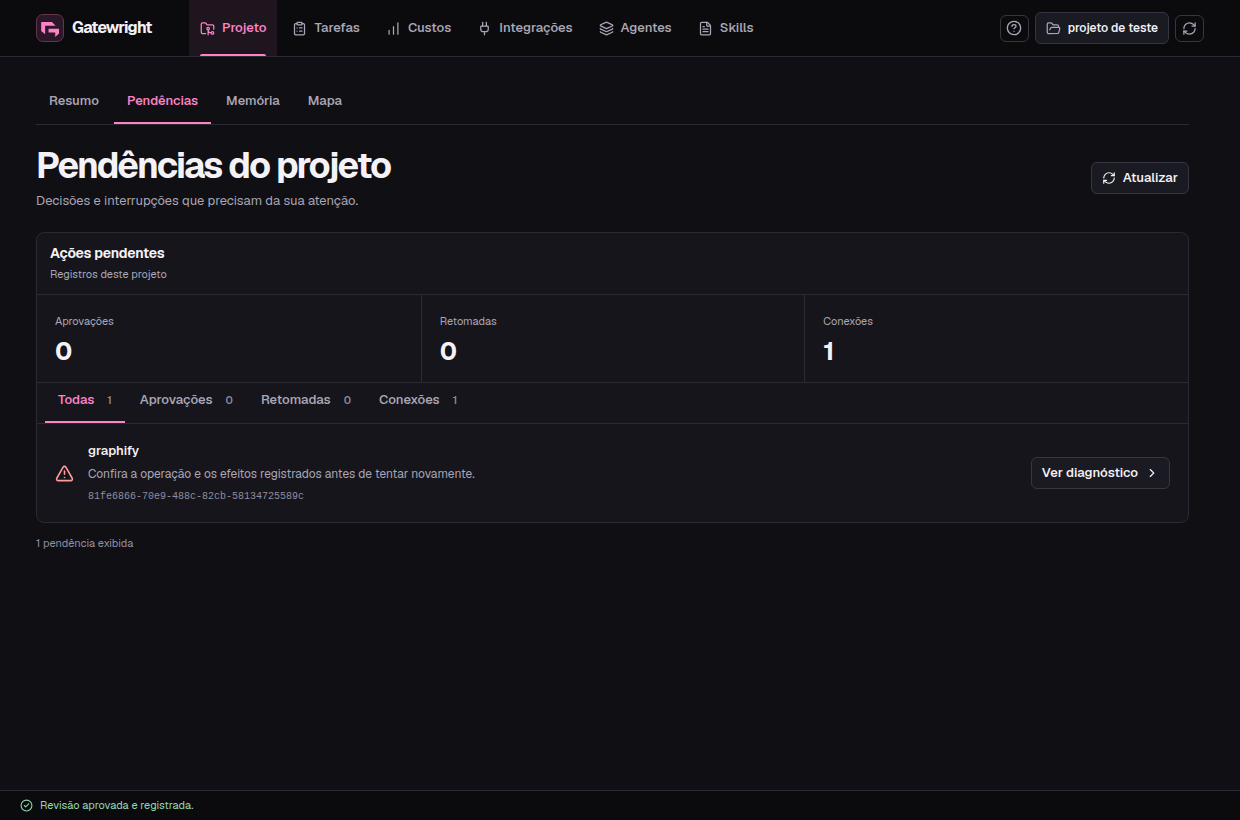 Gatewright
Projeto
Tarefas
Custos
Integrações
Agentes
Skills
projeto de teste
Resumo
Pendências
Memória
Mapa
Pendências do projeto
Decisões e interrupções que precisam da sua atenção.
Atualizar
Ações pendentes
Registros deste projeto
Aprovações
0
Retomadas
0
Conexões
1
Todas 1
Aprovações 0
Retomadas 0
Conexões 1
graphify
Confira a operação e os efeitos registrados antes de tentar novamente.
81fe6866-70e9-488c-82cb-58134725589c
Ver diagnóstico
1 pendência exibida
Revisão aprovada e registrada.